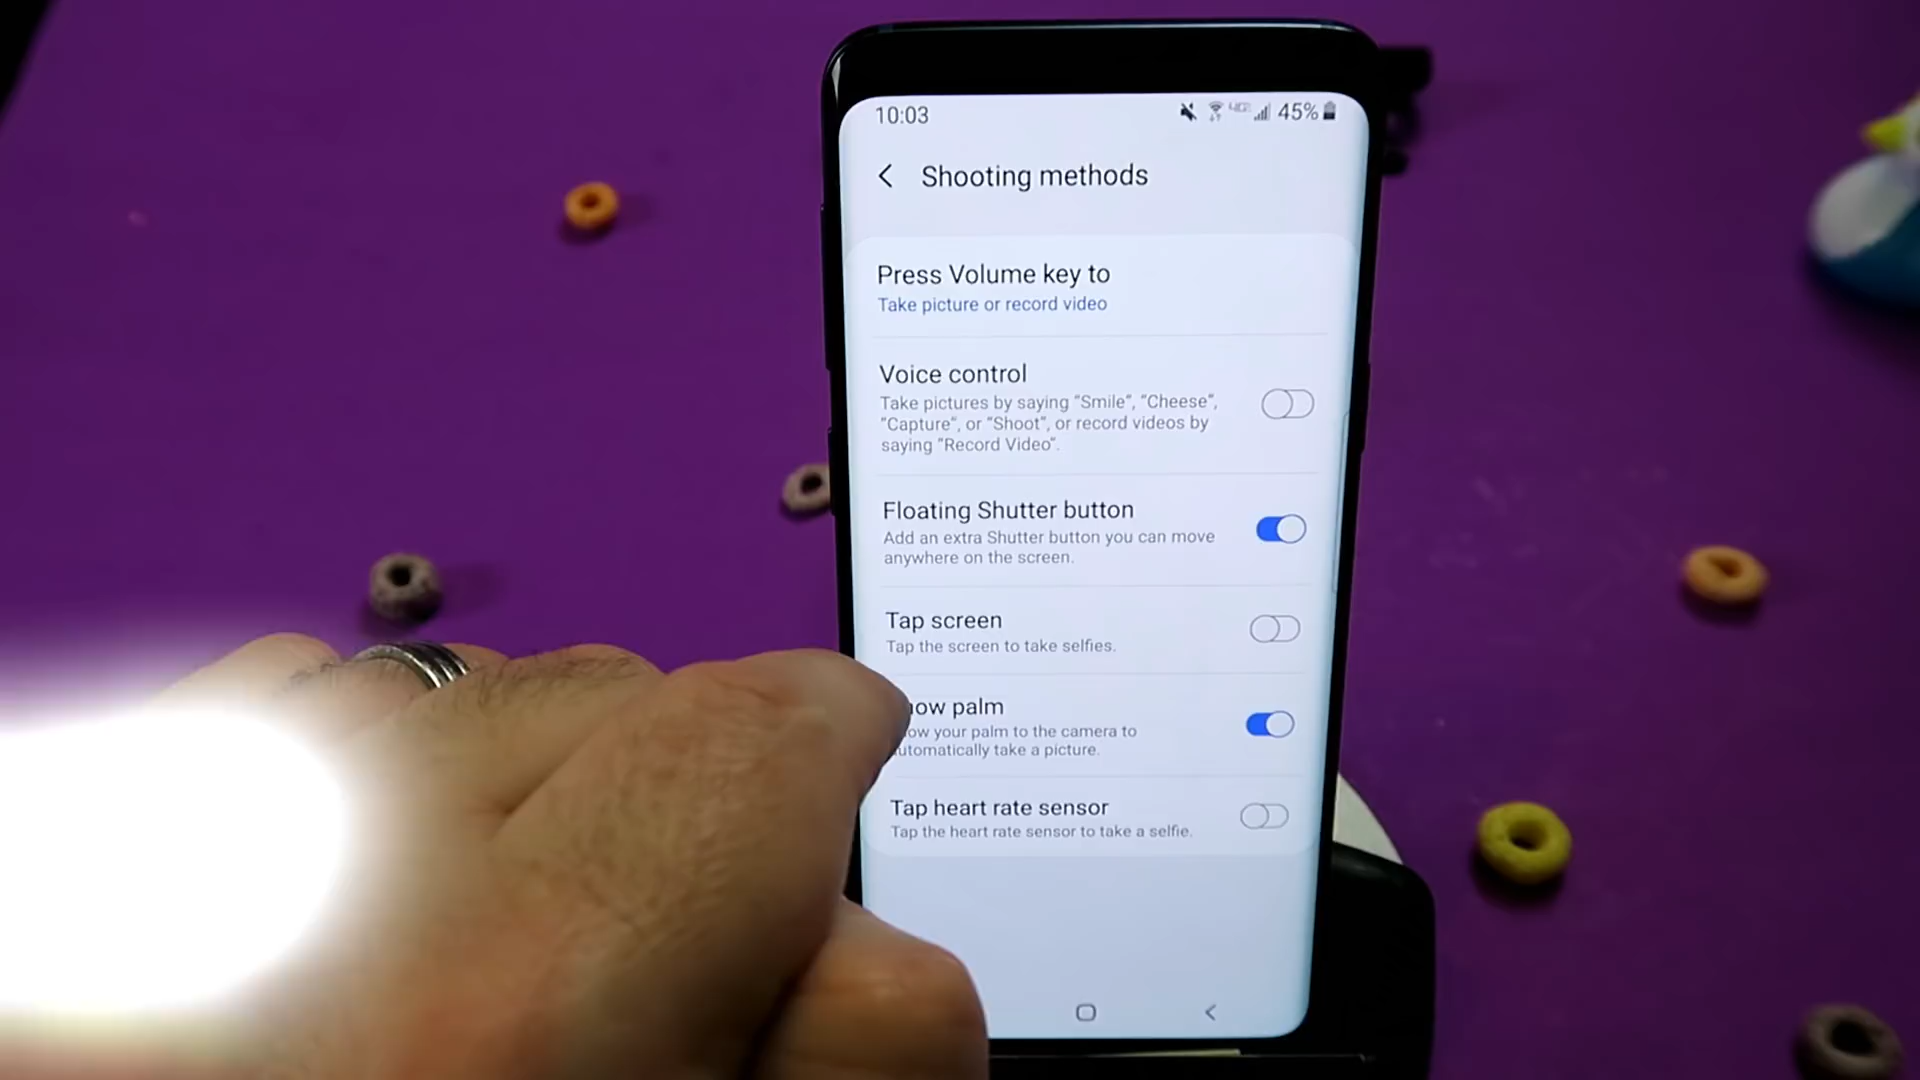 10:03
45%
Shooting methods
Press Volume key to
Take picture or record video
Voice control
Take pictures by saying "Smile", "Cheese",
"Capture", or "Shoot", or record videos by
saying "Record Video".
Floating Shutter button
Add an extra Shutter button you can move
anywhere on the screen.
Tap screen
Tap the screen to take selfies.
palm
your palm to the camera to
automatically take a picture.
Tap heart rate sensor
Tap the heart rate sensor to take a selfie.